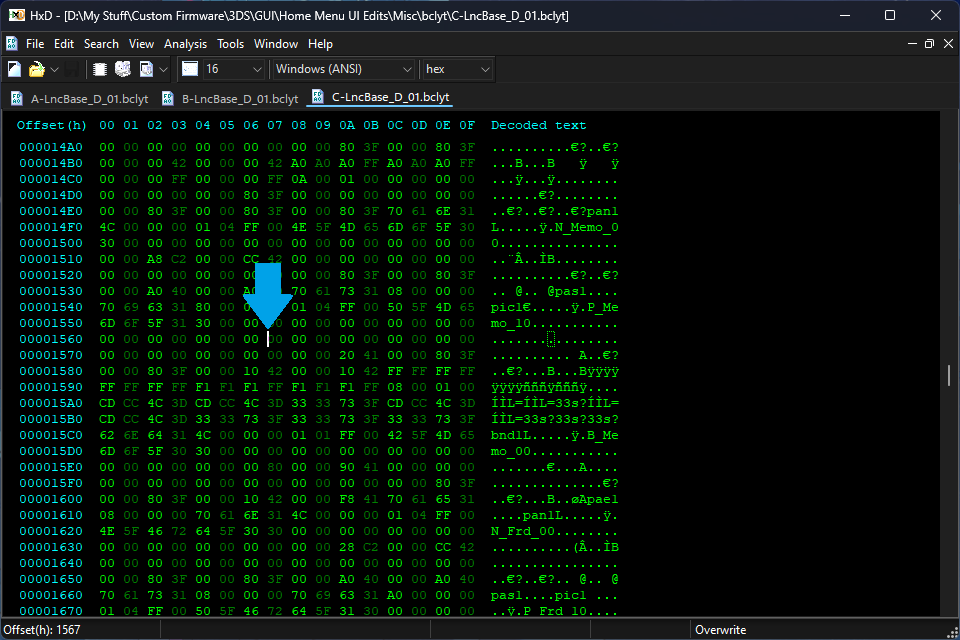 HxD - [D:\My Stuff\Custom Firmware\3DS\GUI\Home Menu UI Edits\Misc\bclyt\C-LncBase_D_01.bclyt]
File Edit Search View Analysis Tools Window Help
16 Windows (ANSI) hex
A-LncBase_D_01.bclyt B-LncBase_D_01.bclyt C-LncBase_D_01.bclyt
Offset(h) 00 01 02 03 04 05 06 07 08 09 0A 0B 0C 0D 0E 0F Decoded text
000014A0 00 00 00 00 00 00 00 00 00 00 80 3F 00 00 80 3F ..........€?..€?
000014B0 00 00 00 42 00 00 00 42 A0 A0 A0 FF A0 A0 A0 FF ...B...B   ÿ   ÿ
000014C0 00 00 00 FF 00 00 00 FF 0A 00 01 00 00 00 00 00 ...ÿ...ÿ........
000014D0 00 00 00 00 00 00 80 3F 00 00 00 00 00 00 00 00 ......€?........
000014E0 00 00 80 3F 00 00 80 3F 00 00 80 3F 70 61 6E 31 ..€?..€?..€?pan1
000014F0 4C 00 00 00 01 04 FF 00 4E 5F 4D 65 6D 6F 5F 30 L.....ÿ.N_Memo_0
00001500 30 00 00 00 00 00 00 00 00 00 00 00 00 00 00 00 0...............
00001510 00 00 A8 C2 00 00 CC 42 00 00 00 00 00 00 00 00 ..¨Â..ÌB........
00001520 00 00 00 00 00 00 00 00 00 80 3F 00 00 80 3F ..........€?..€?
00001530 00 00 A0 40 00 00 70 61 73 31 08 00 00 00 .. @.. @pas1....
00001540 70 69 63 31 80 00 01 04 FF 00 50 5F 4D 65 pic1€.....ÿ.P_Me
00001550 6D 6F 5F 31 30 00 00 00 00 00 00 00 00 00 00 00 mo_10...........
00001560 00 00 00 00 00 00 00 00 00 00 00 00 00 00 00 00 ................
00001570 00 00 00 00 00 00 00 00 00 00 20 41 00 00 80 3F .......... A..€?
00001580 00 00 80 3F 00 00 10 42 00 00 10 42 FF FF FF FF ..€?...B...Bÿÿÿÿ
00001590 FF FF FF FF F1 F1 F1 FF F1 F1 F1 FF 08 00 01 00 ÿÿÿÿñññÿñññÿ....
000015A0 CD CC 4C 3D CD CC 4C 3D 33 33 73 3F CD CC 4C 3D ÍÌL=ÍÌL=33s?ÍÌL=
000015B0 CD CC 4C 3D 33 33 73 3F 33 33 73 3F 33 33 73 3F ÍÌL=33s?33s?33s?
000015C0 62 6E 64 31 4C 00 00 00 01 01 FF 00 42 5F 4D 65 bnd1L.....ÿ.B_Me
000015D0 6D 6F 5F 30 30 00 00 00 00 00 00 00 00 00 00 00 mo_00...........
000015E0 00 00 00 00 00 00 00 80 00 00 90 41 00 00 00 00 .......€...A....
000015F0 00 00 00 00 00 00 00 00 00 00 00 00 00 00 80 3F ..............€?
00001600 00 00 80 3F 00 00 10 42 00 00 F8 41 70 61 65 31 ..€?...B..øApae1
00001610 08 00 00 00 70 61 6E 31 4C 00 00 00 01 04 FF 00 ....pan1L.....ÿ.
00001620 4E 5F 46 72 64 5F 30 30 00 00 00 00 00 00 00 00 N_Frd_00........
00001630 00 00 00 00 00 00 00 00 00 00 28 C2 00 00 CC 42 ..........(Â..ÌB
00001640 00 00 00 00 00 00 00 00 00 00 00 00 00 00 00 00 ................
00001650 00 00 80 3F 00 00 80 3F 00 00 A0 40 00 00 A0 40 ..€?..€?.. @.. @
00001660 70 61 73 31 08 00 00 00 70 69 63 31 A0 00 00 00 pas1....pic1 ...
00001670 01 04 FF 00 50 5F 46 72 64 5F 31 30 00 00 00 00 ..ÿ.P_Frd_10....
Offset(h): 1567 Overwrite